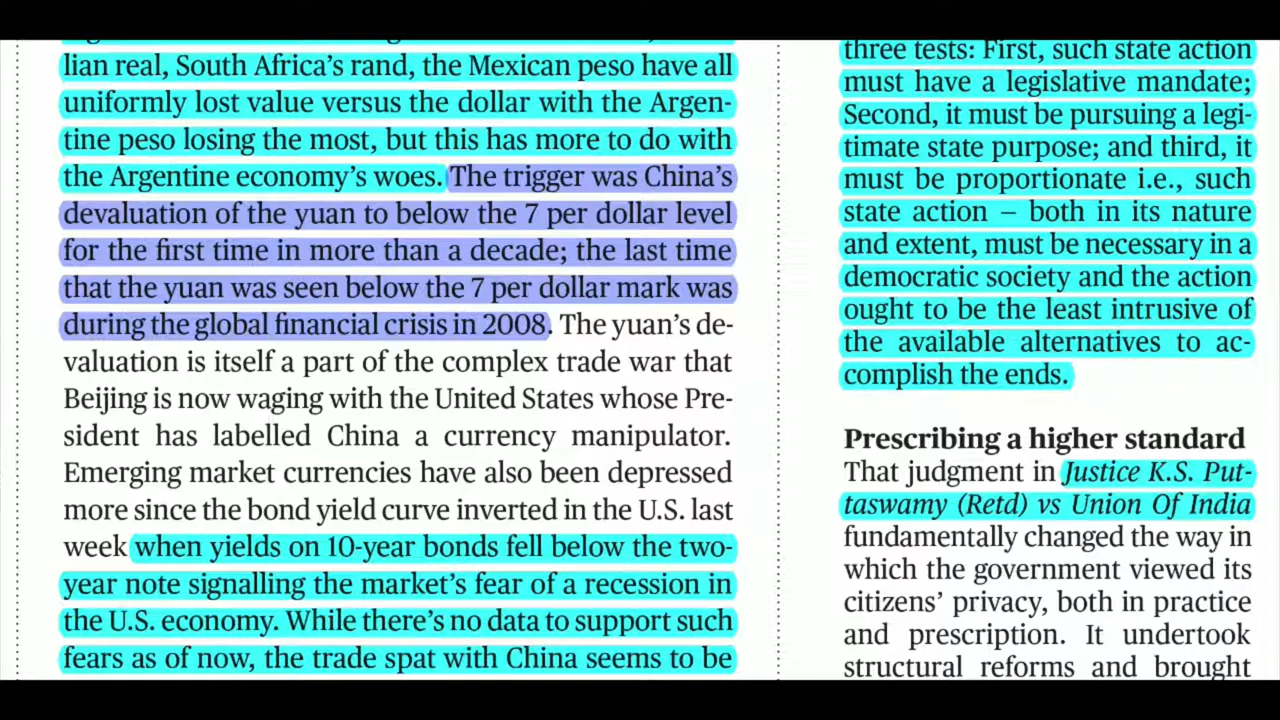 lian real, South Africa's rand, the Mexican peso have all
uniformly lost value versus the dollar with the Argen-
tine peso losing the most, but this has more to do with
the Argentine economy's woes. The trigger was China's
devaluation of the yuan to below the 7 per dollar level
for the first time in more than a decade; the last time
that the yuan was seen below the 7 per dollar mark was
during the global financial crisis in 2008. The yuan's de-
valuation is itself a part of the complex trade war that
Beijing is now waging with the United States whose Pre-
sident has labelled China a currency manipulator.
Emerging market currencies have also been depressed
more since the bond yield curve inverted in the U.S. last
week when yields on 10-year bonds fell below the two-
year note signalling the market's fear of a recession in
the U.S. economy. While there's no data to support such
fears as of now, the trade spat with China seems to be
three tests: First, such state action
must have a legislative mandate;
Second, it must be pursuing a legi-
timate state purpose; and third, it
must be proportionate i.e., such
state action – both in its nature
and extent, must be necessary in a
democratic society and the action
ought to be the least intrusive of
the available alternatives to ac-
complish the ends.
Prescribing a higher standard
That judgment in Justice K.S. Put-
taswamy (Retd) vs Union Of India
fundamentally changed the way in
which the government viewed its
citizens' privacy, both in practice
and prescription. It undertook
structural reforms and brought